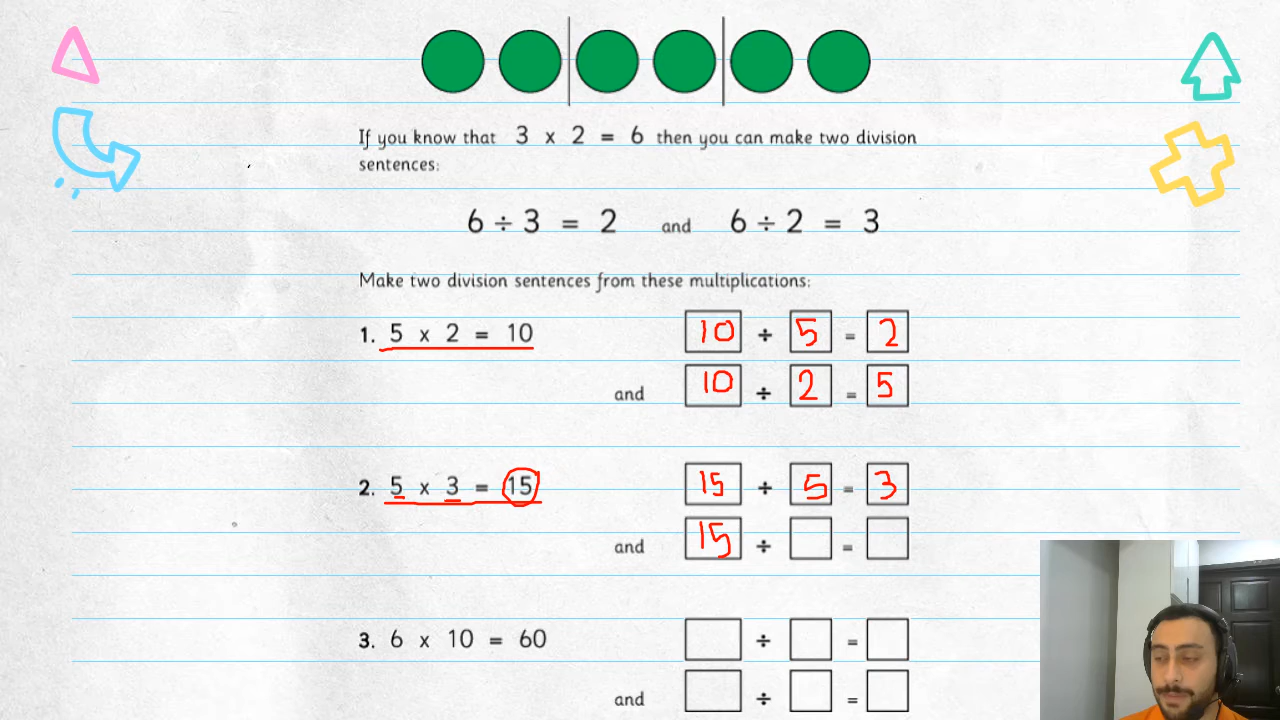 If you know that 3 x 2 = 6 then you can make two division
sentences:
6 ÷ 3 = 2 and 6 ÷ 2 = 3
Make two division sentences from these multiplications:
1. 5 x 2 = 10 10 ÷ 5 = 2
and 10 ÷ 2 = 5
2. 5 x 3 = 15 15 ÷ 5 = 3
and 15 ÷ =
3. 6 x 10 = 60 ÷ =
and ÷ =